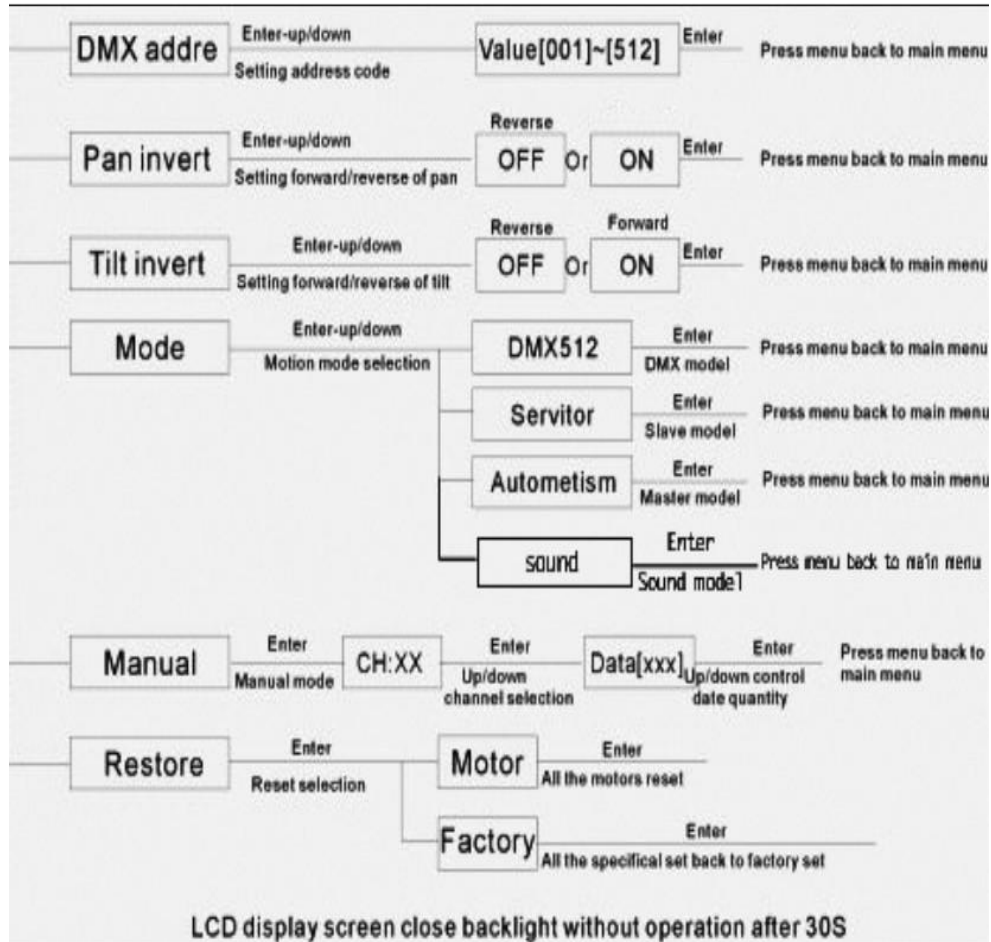 DMX addre Enter-up/down Value[001]~[512] Enter Press menu back to main menu
Setting address code
Reverse
Pan invert Enter-up/down OFF Or ON Enter Press menu back to main menu
Setting forward/reverse of pan
Reverse Forward
Tilt invert Enter-up/down OFF Or ON Enter Press menu back to main menu
Setting forward/reverse of tilt
Mode Enter-up/down DMX512 Enter Press menu back to main menu
Motion mode selection DMX model
Servitor Enter Press menu back to main menu
Slave model
Autometism Enter Press menu back to main menu
Master model
sound Enter Press menu back to main menu
Sound model
Manual Enter CH:XX Enter Data[xxx] Enter Press menu back to
Manual mode Up/down Up/down control main menu
channel selection date quantity
Restore Enter Motor Enter
Reset selection All the motors reset
Factory Enter
All the specifical set back to factory set
LCD display screen close backlight without operation after 30S